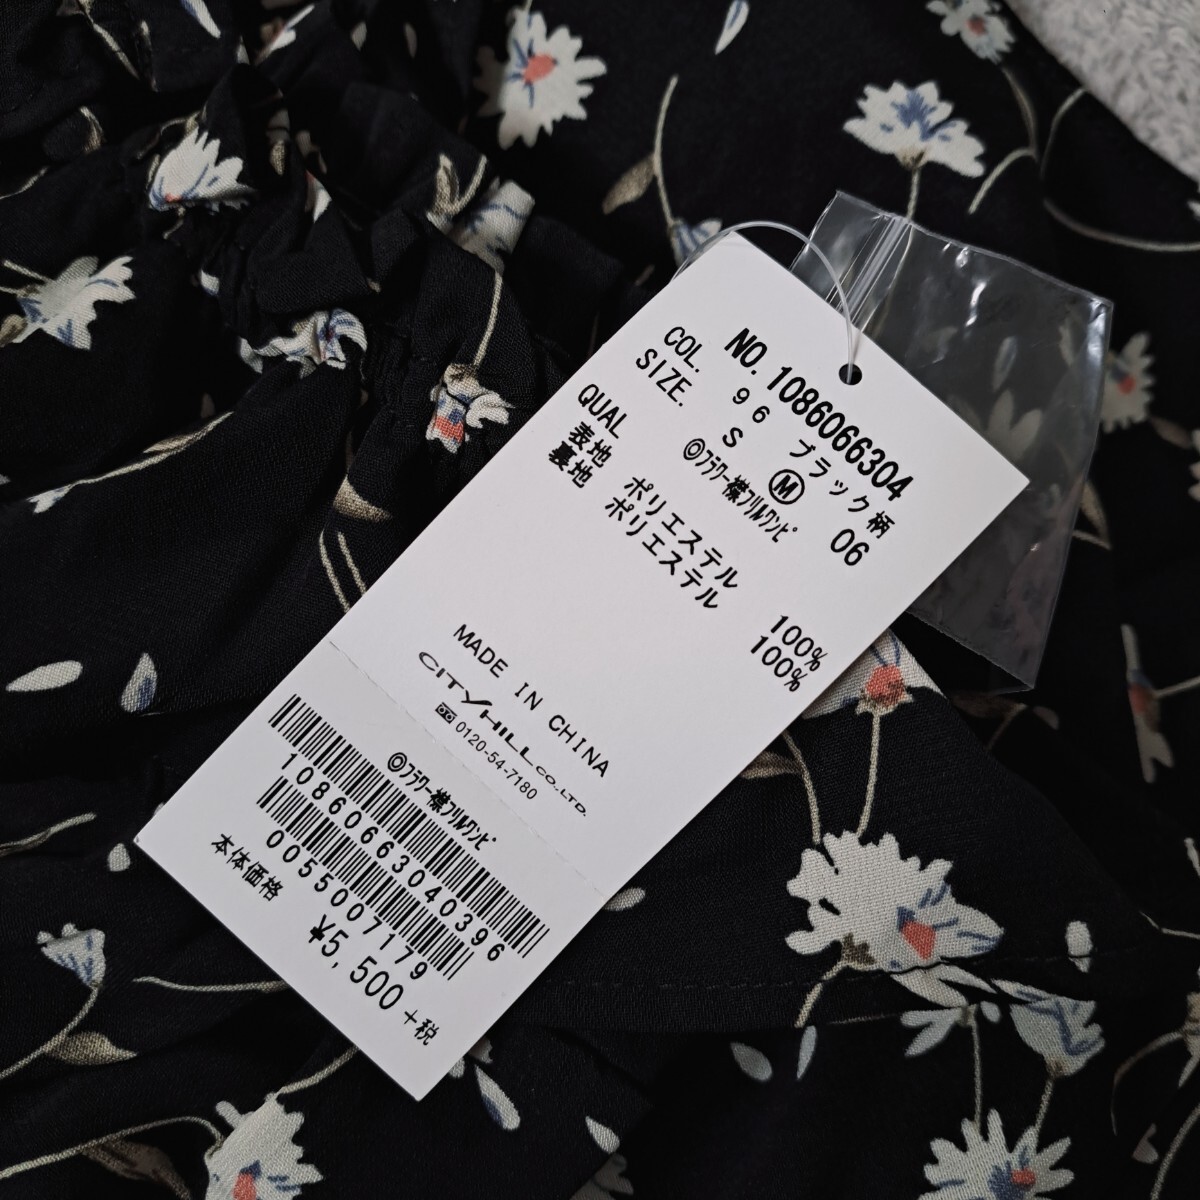 NO. 1086066304
COL. 96 ブラック柄
SIZE. S Ⓜ 06
◎フラワー襟フリルワンピ
QUAL
表地 ポリエステル 100%
裏地 ポリエステル 100%
MADE IN CHINA
CITY HILL CO.,LTD.
0120-54-7180
◎フラワー襟フリルワンピ
10860663040396
0055007179
本体価格 ¥5,500+税